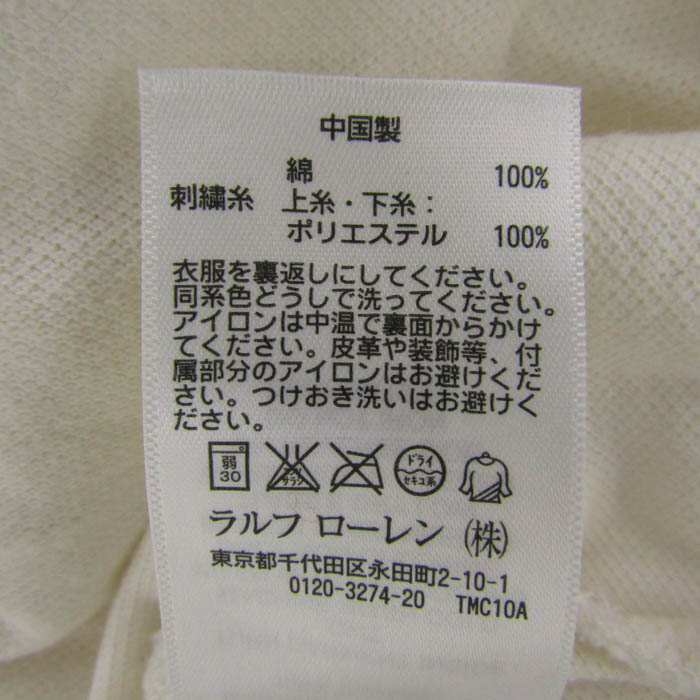 中国製
綿 100%
刺繍糸 上糸・下糸:
ポリエステル 100%
衣服を裏返しにしてください。
同系色どうしで洗ってください。
アイロンは中温で裏面からかけ
てください。皮革や装飾等、付
属部分のアイロンはお避けくだ
さい。つけおき洗いはお避けく
ださい。
弱 30 エンソ サラシ ドライ セキユ系
ラルフ ローレン (株)
東京都千代田区永田町2-10-1
0120-3274-20 TMC10A